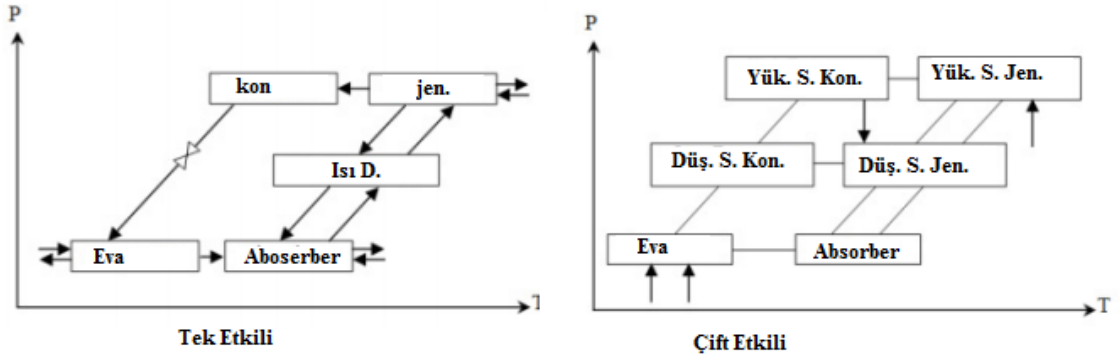 P
kon
jen.
Isı D.
Eva
Aboserber
T
Tek Etkili
P
Yük. S. Kon.
Yük. S. Jen.
Düş. S. Kon.
Düş. S. Jen.
Eva
Absorber
T
Çift Etkili